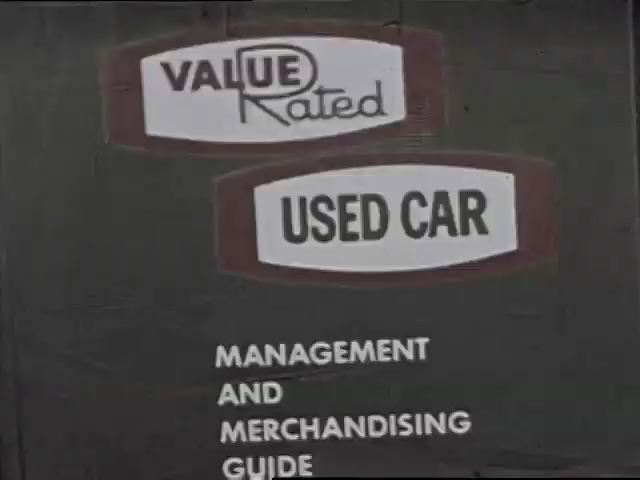 VALUE
Rated
USED CAR
MANAGEMENT
AND
MERCHANDISING
GUIDE